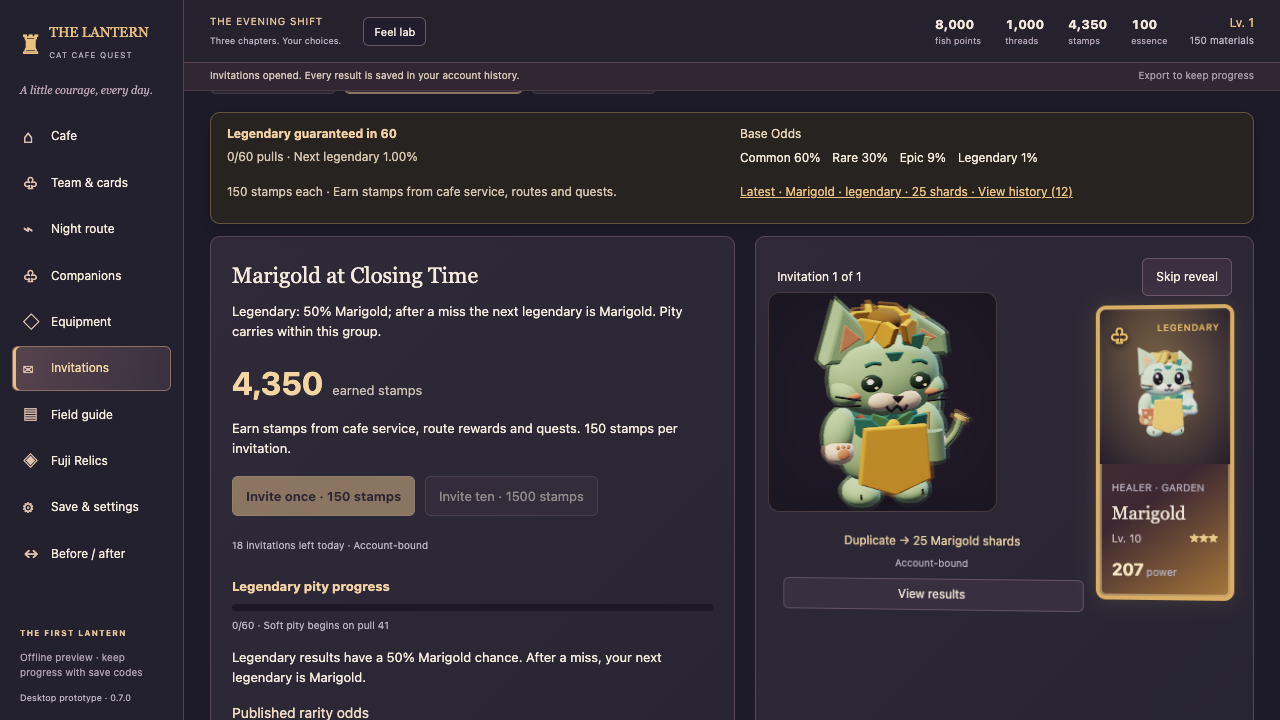 THE LANTERN
CAT CAFE QUEST
A little courage, every day.
Cafe
Team & cards
Night route
Companions
Equipment
Invitations
Field guide
Fuji Relics
Save & settings
Before / after
THE FIRST LANTERN
Offline preview · keep
progress with save codes
Desktop prototype · 0.7.0
THE EVENING SHIFT
Three chapters. Your choices.
Feel lab
8,000
fish points
1,000
threads
4,350
stamps
100
essence
Lv. 1
150 materials
Invitations opened. Every result is saved in your account history.
Export to keep progress
Legendary guaranteed in 60
0/60 pulls · Next legendary 1.00%
150 stamps each · Earn stamps from cafe service, routes and quests.
Base Odds
Common 60% Rare 30% Epic 9% Legendary 1%
Latest · Marigold · legendary · 25 shards · View history (12)
Marigold at Closing Time
Legendary: 50% Marigold; after a miss the next legendary is Marigold. Pity
carries within this group.
4,350 earned stamps
Earn stamps from cafe service, route rewards and quests. 150 stamps per
invitation.
Invite once · 150 stamps
Invite ten · 1500 stamps
18 invitations left today · Account-bound
Legendary pity progress
0/60 · Soft pity begins on pull 41
Legendary results have a 50% Marigold chance. After a miss, your next
legendary is Marigold.
Published rarity odds
Invitation 1 of 1
Skip reveal
Duplicate → 25 Marigold shards
Account-bound
View results
LEGENDARY
HEALER · GARDEN
Marigold
Lv. 10 ★★★
207 power